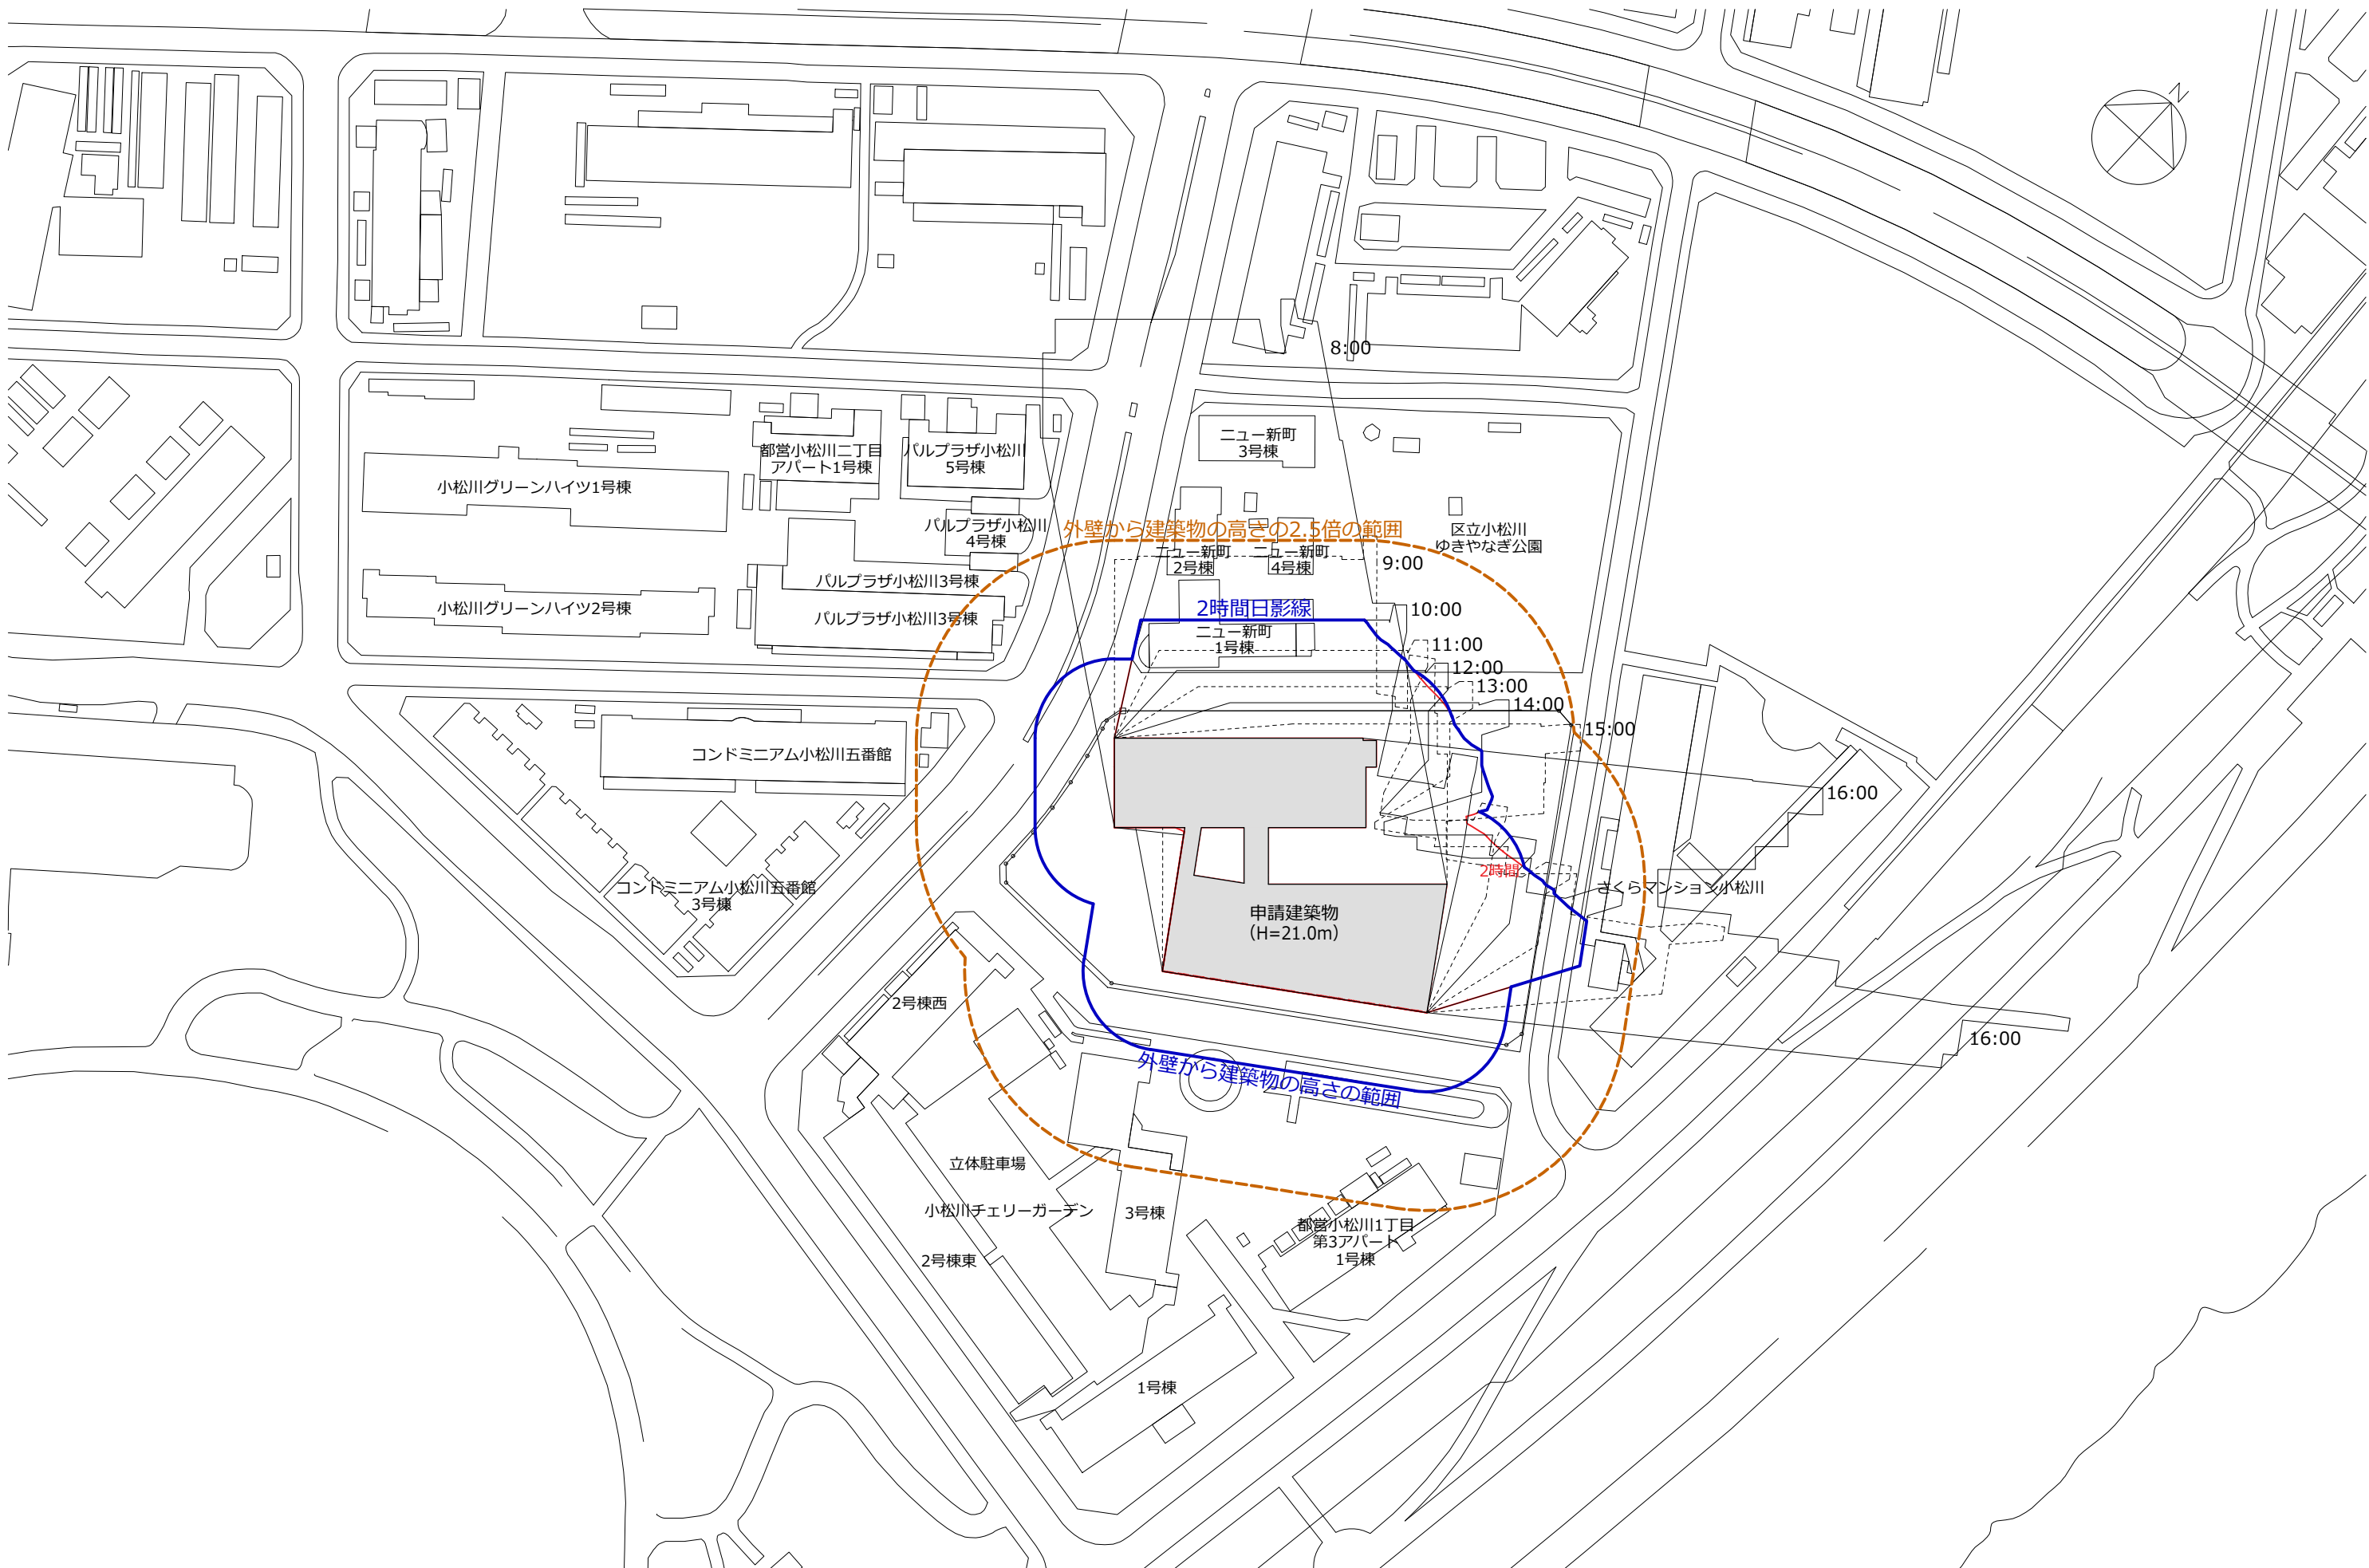 N
8:00
ニュー新町
3号棟
都営小松川二丁目
アパート1号棟
パルプラザ小松川
5号棟
小松川グリーンハイツ1号棟
パルプラザ小松川
4号棟
外壁から建築物の高さの2.5倍の範囲
区立小松川
ゆきやなぎ公園
ニュー新町
2号棟
ニュー新町
4号棟
9:00
パルプラザ小松川3号棟
小松川グリーンハイツ2号棟
パルプラザ小松川3号棟
2時間日影線
10:00
ニュー新町
1号棟
11:00
12:00
13:00
14:00
15:00
コンドミニアム小松川五番館
16:00
2時間
コンドミニアム小松川五番館
3号棟
さくらマンション小松川
申請建築物
(H=21.0m)
2号棟西
16:00
外壁から建築物の高さの範囲
立体駐車場
小松川チェリーガーデン
3号棟
都営小松川1丁目
第3アパート
1号棟
2号棟東
1号棟